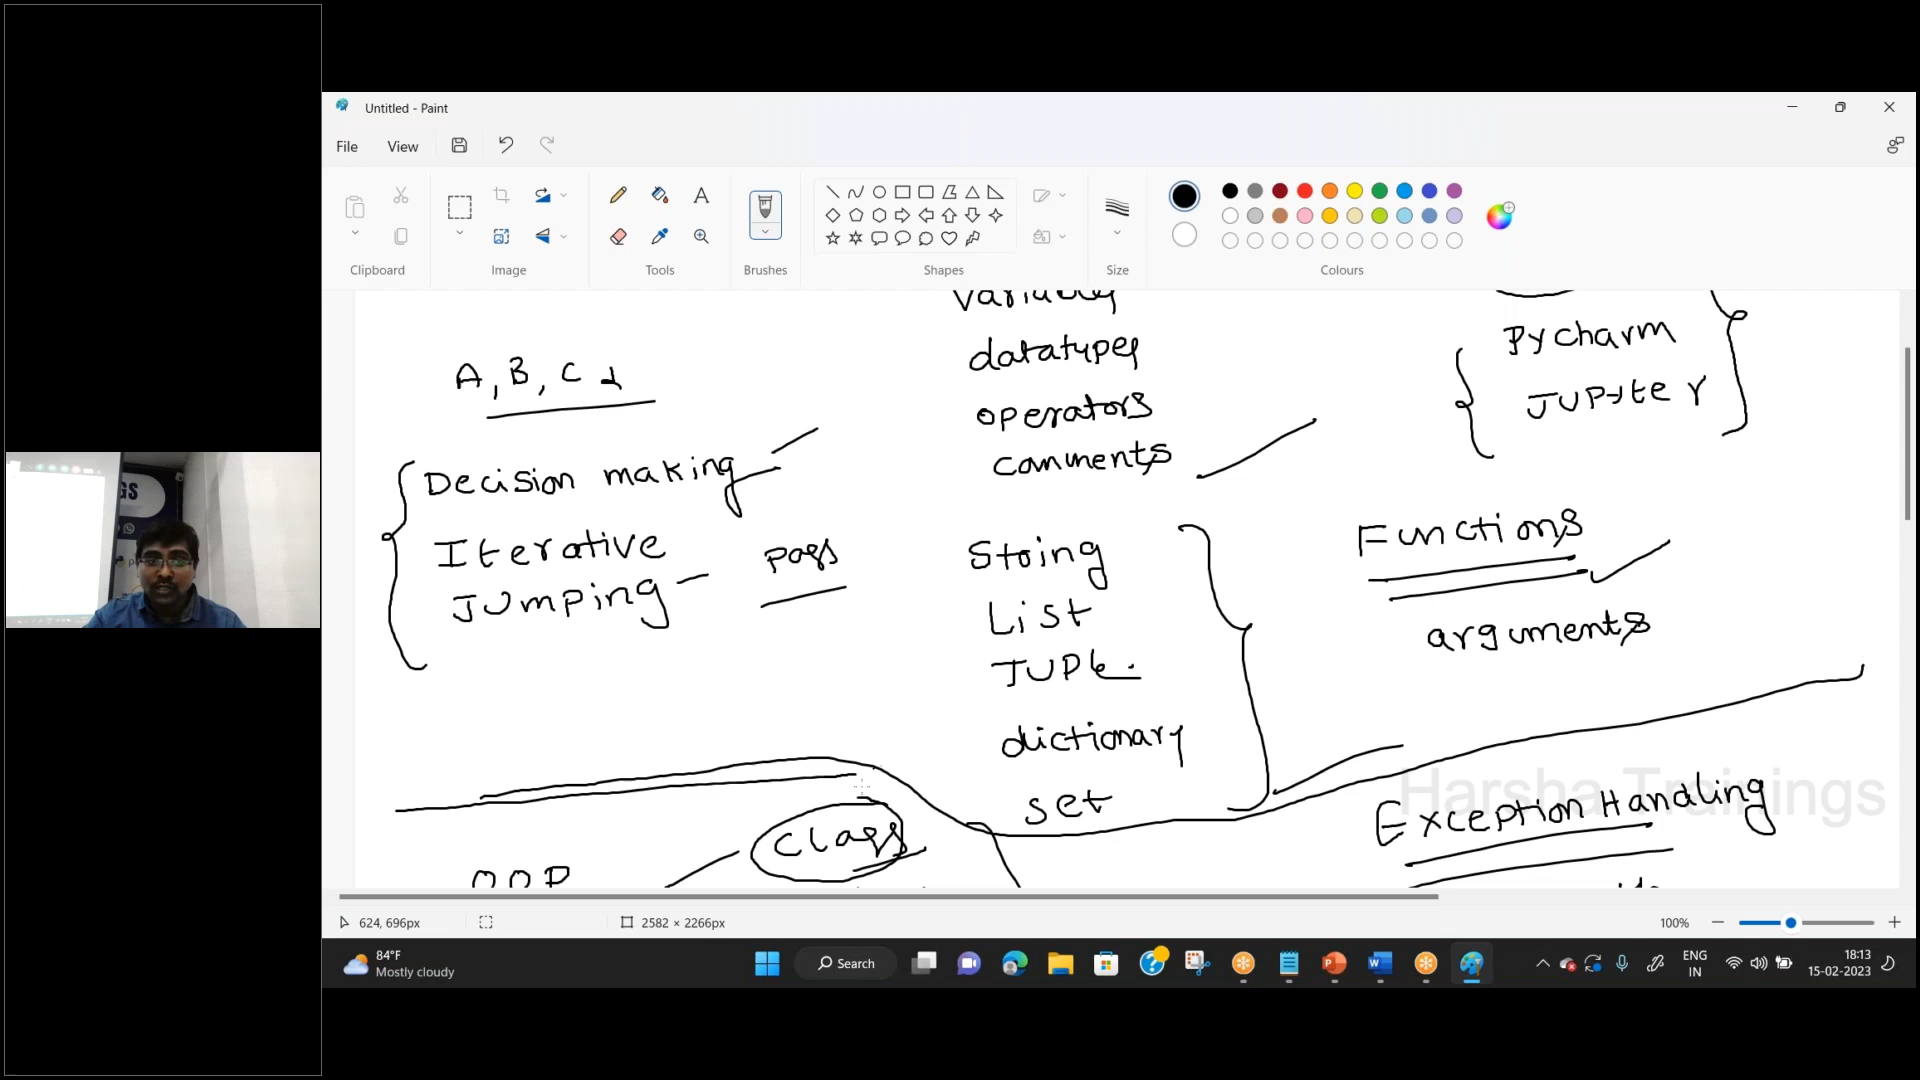 Untitled - Paint
File View
Clipboard
Image
Tools
Brushes
Shapes
Size
Colours
Variables
datatypes
operators
comments
Pycharm
JUPyter
A, B, C
Decision making
Iterative
Jumping
pass
String
List
TUPle
dictionary
set
Functions
arguments
Harsha Trainings
Exception Handling
class
OOP
GS
624, 696px
2582 × 2266px
100%
84°F
Mostly cloudy
Search
ENG
IN
18:13
15-02-2023